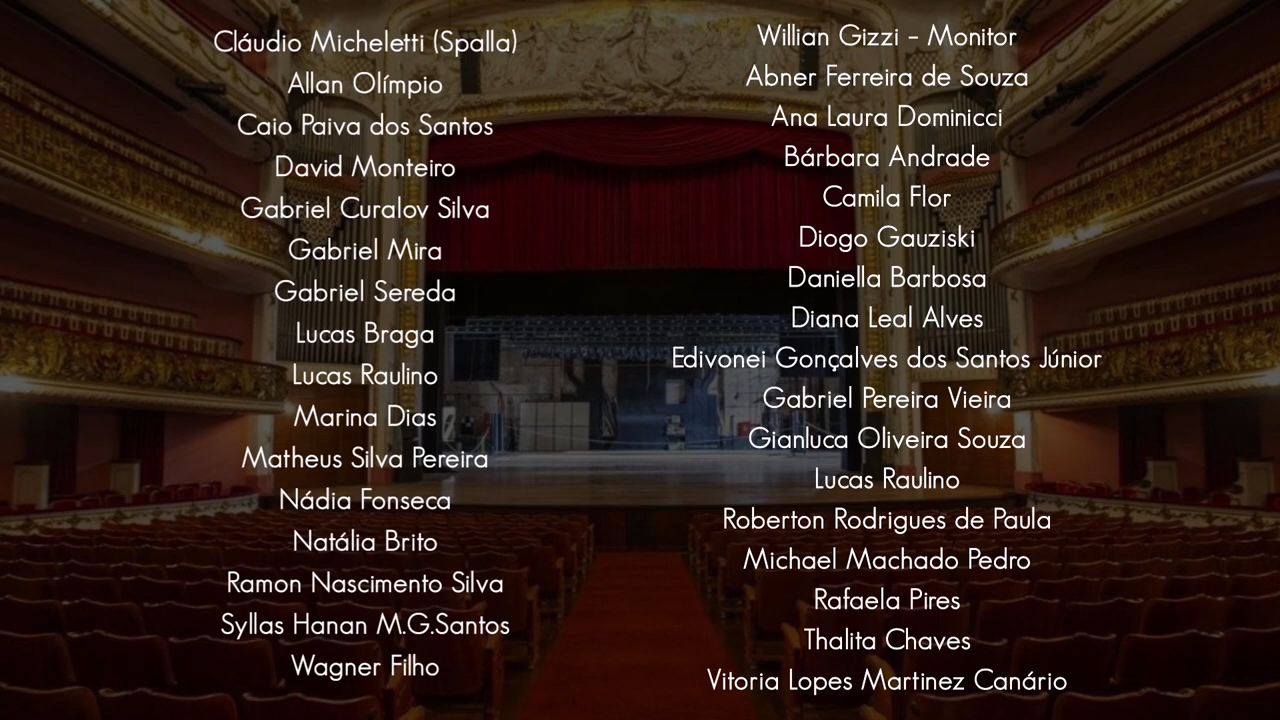 Cláudio Micheletti (Spalla)
Allan Olímpio
Caio Paiva dos Santos
David Monteiro
Gabriel Curalov Silva
Gabriel Mira
Gabriel Sereda
Lucas Braga
Lucas Raulino
Marina Dias
Matheus Silva Pereira
Nádia Fonseca
Natália Brito
Ramon Nascimento Silva
Syllas Hanan M.G.Santos
Wagner Filho
Willian Gizzi - Monitor
Abner Ferreira de Souza
Ana Laura Dominicci
Bárbara Andrade
Camila Flor
Diogo Gauziski
Daniella Barbosa
Diana Leal Alves
Edivonei Gonçalves dos Santos Júnior
Gabriel Pereira Vieira
Gianluca Oliveira Souza
Lucas Raulino
Roberton Rodrigues de Paula
Michael Machado Pedro
Rafaela Pires
Thalita Chaves
Vitoria Lopes Martinez Canário